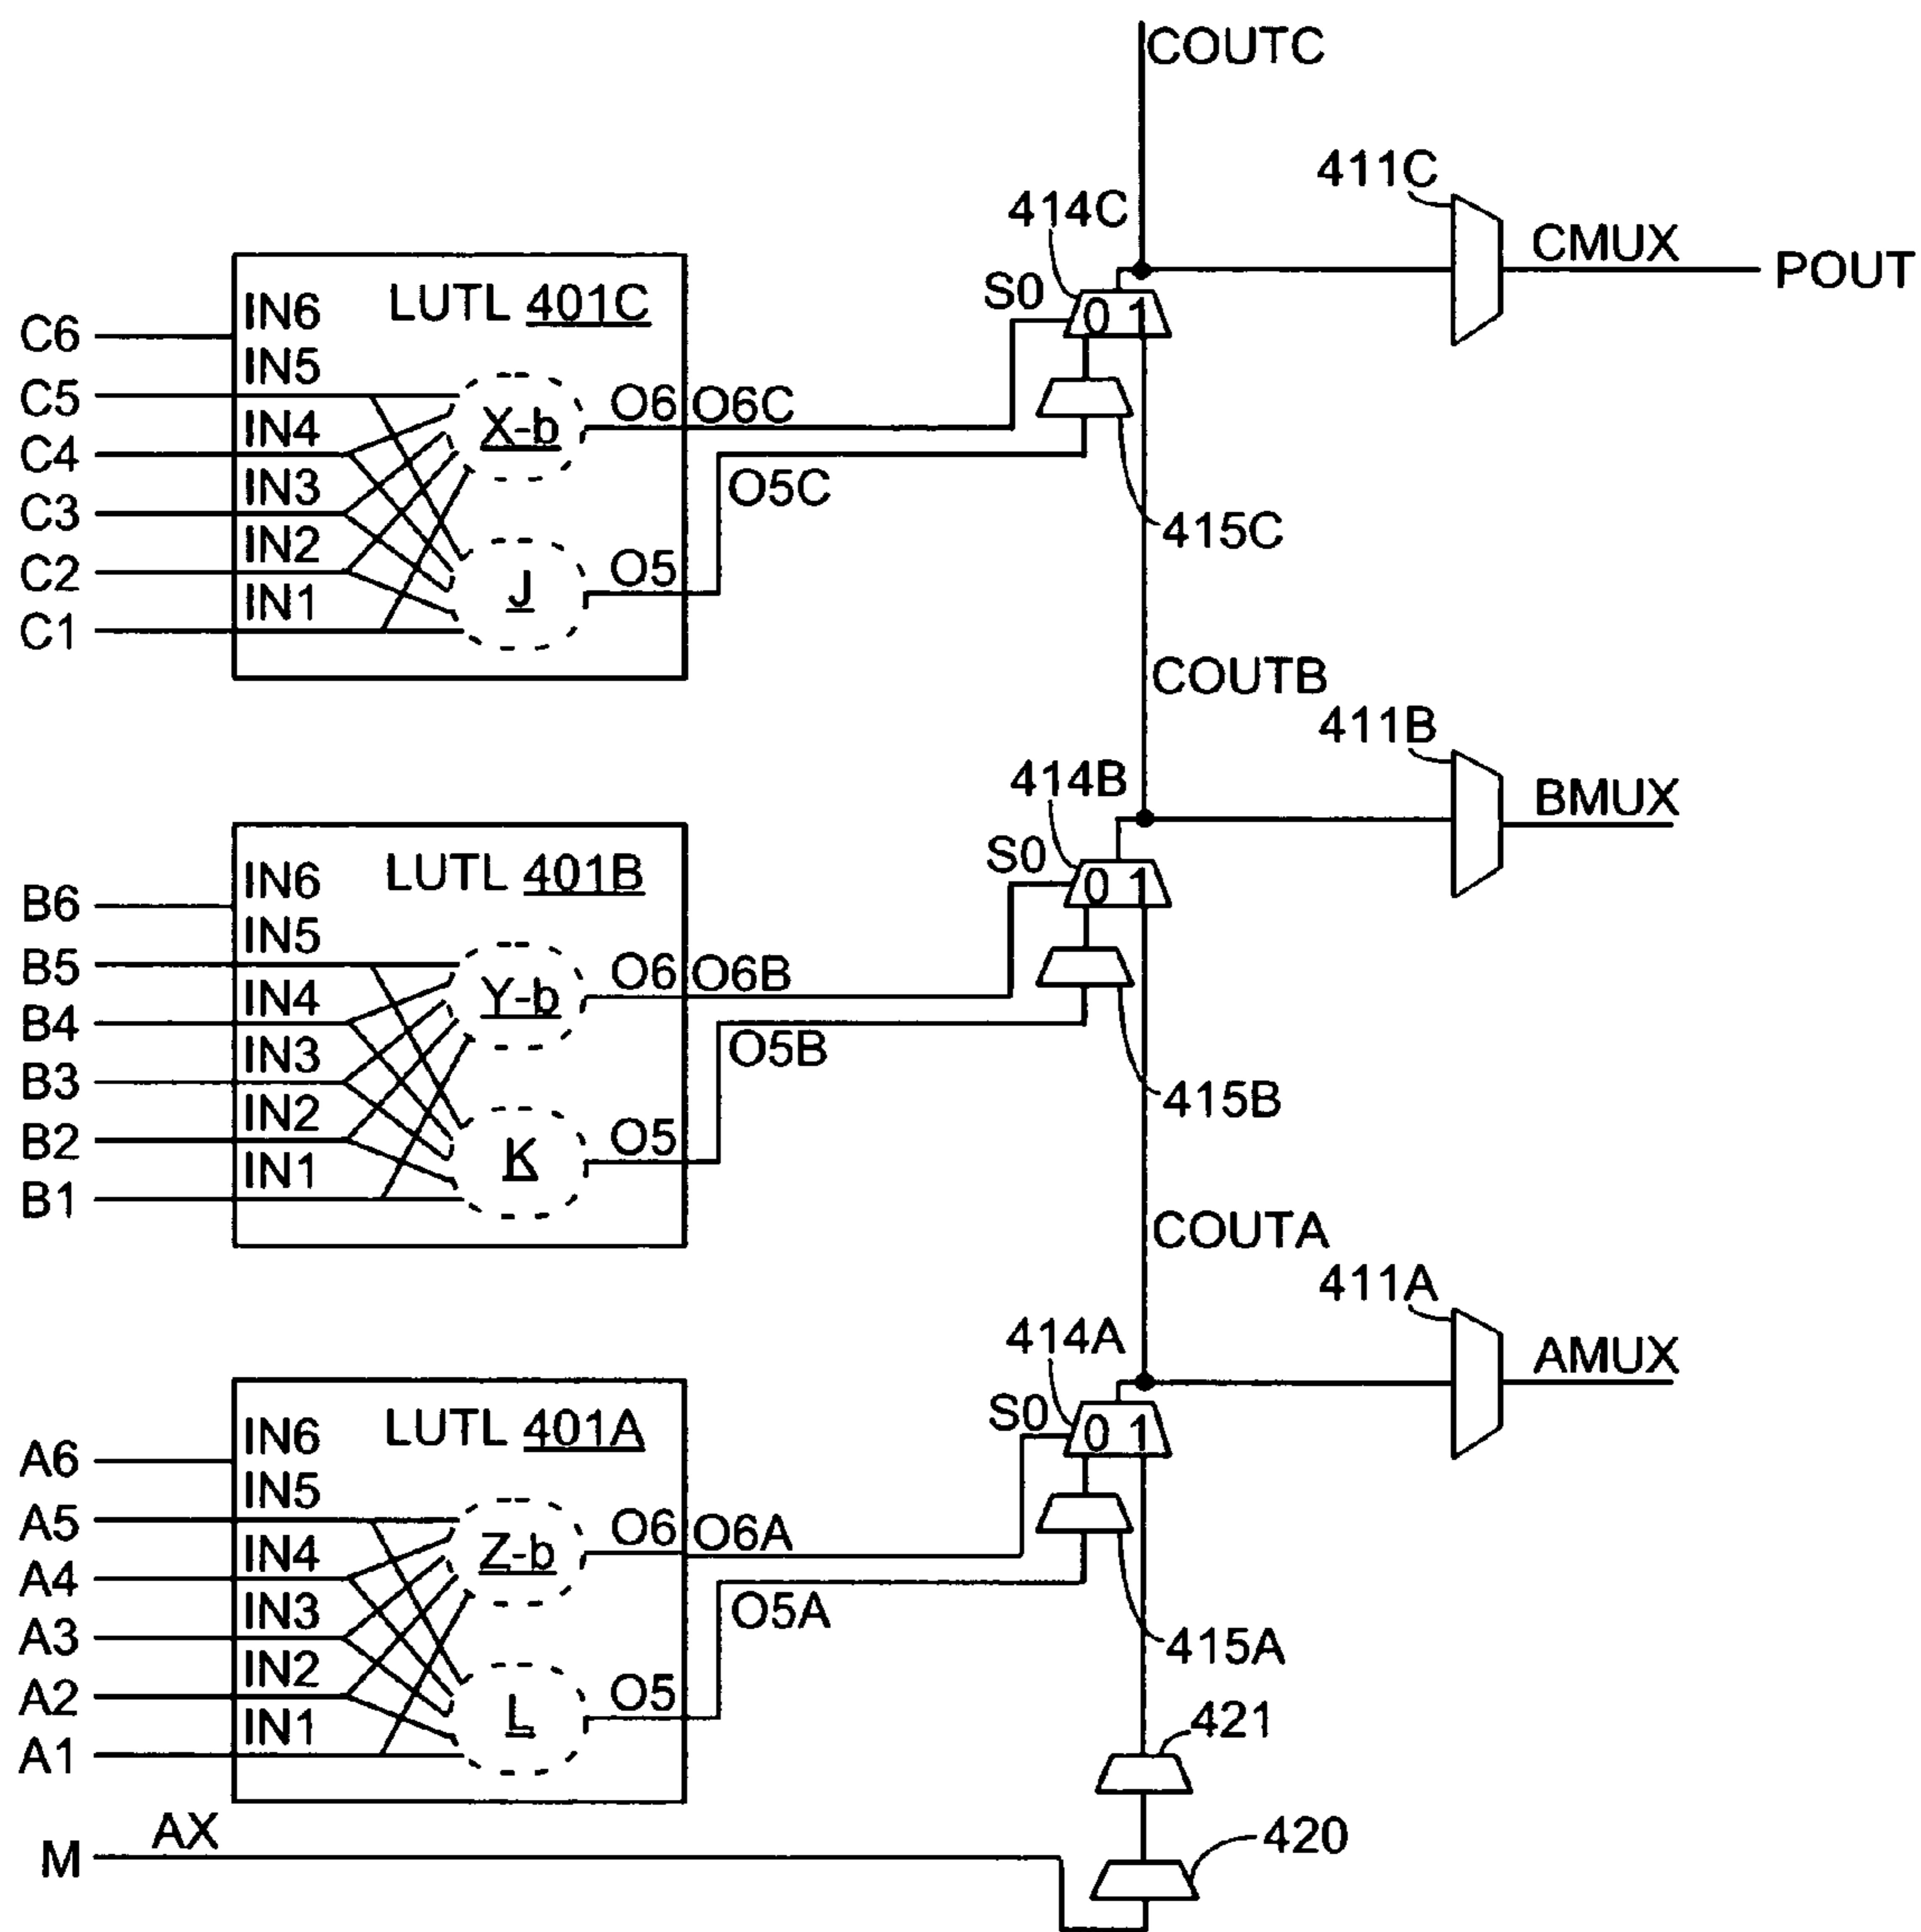 COUTC
411C
414C
CMUX
POUT
S0
0 1
LUTL 401C
C6
IN6
C5
IN5
X-b
O6
O6C
C4
IN4
C3
IN3
O5C
415C
C2
IN2
J
O5
C1
IN1
COUTB
411B
414B
BMUX
S0
0 1
LUTL 401B
B6
IN6
B5
IN5
Y-b
O6
O6B
B4
IN4
B3
IN3
O5B
415B
B2
IN2
K
O5
B1
IN1
COUTA
411A
414A
AMUX
S0
0 1
LUTL 401A
A6
IN6
A5
IN5
Z-b
O6
O6A
A4
IN4
A3
IN3
O5A
415A
A2
IN2
L
O5
A1
IN1
421
M
AX
420